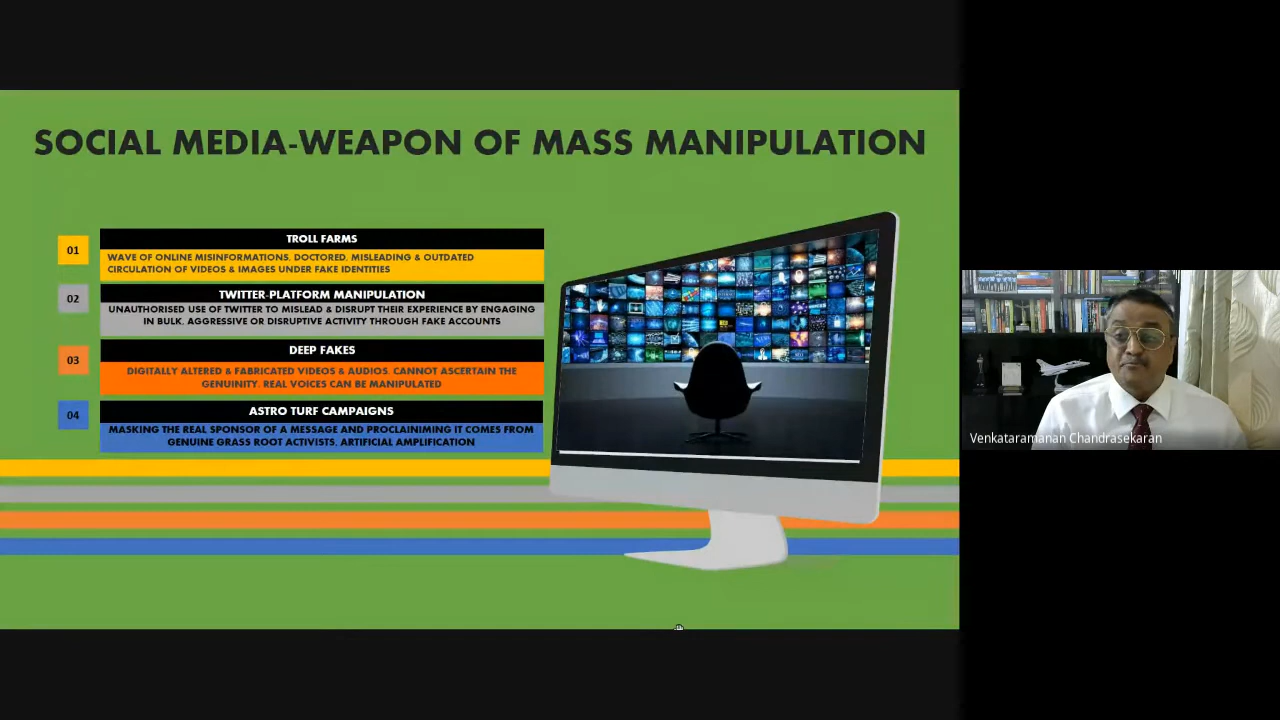 SOCIAL MEDIA-WEAPON OF MASS MANIPULATION
01
TROLL FARMS
WAVE OF ONLINE MISINFORMATIONS. DOCTORED, MISLEADING & OUTDATED
CIRCULATION OF VIDEOS & IMAGES UNDER FAKE IDENTITIES
02
TWITTER-PLATFORM MANIPULATION
UNAUTHORISED USE OF TWITTER TO MISLEAD & DISRUPT THEIR EXPERIENCE BY ENGAGING
IN BULK. AGGRESSIVE OR DISRUPTIVE ACTIVITY THROUGH FAKE ACCOUNTS
03
DEEP FAKES
DIGITALLY ALTERED & FABRICATED VIDEOS & AUDIOS. CANNOT ASCERTAIN THE
GENUINITY. REAL VOICES CAN BE MANIPULATED
04
ASTRO TURF CAMPAIGNS
MASKING THE REAL SPONSOR OF A MESSAGE AND PROCLAINIMING IT COMES FROM
GENUINE GRASS ROOT ACTIVISTS. ARTIFICIAL AMPLIFICATION
Venkataramanan Chandrasekaran